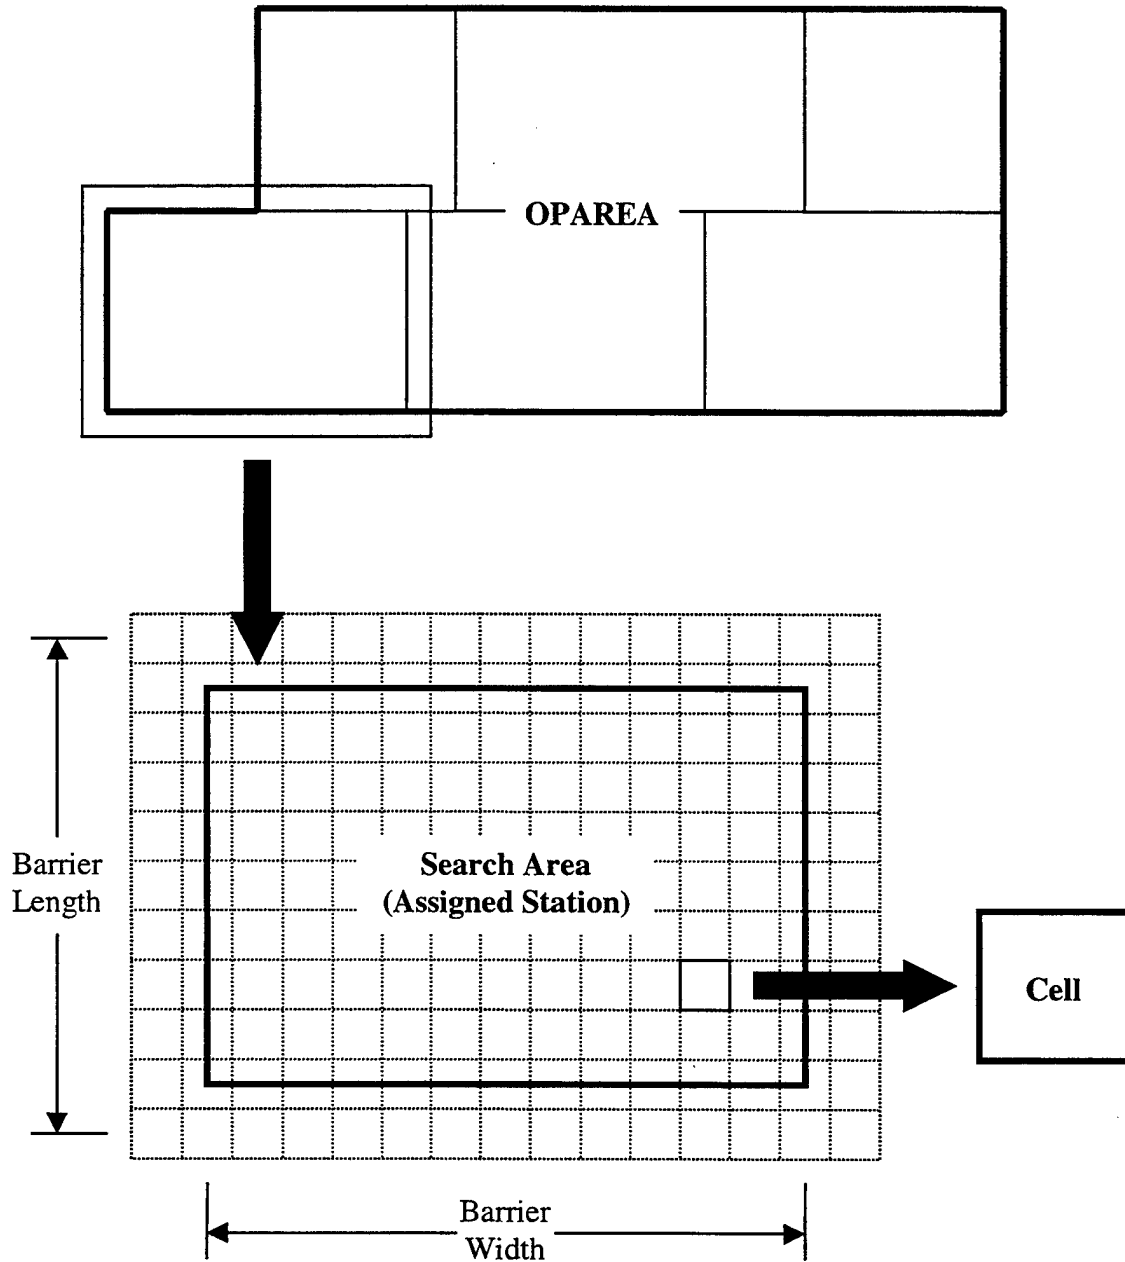 OPAREA
Search Area
(Assigned Station)
Barrier
Length
Cell
Barrier
Width